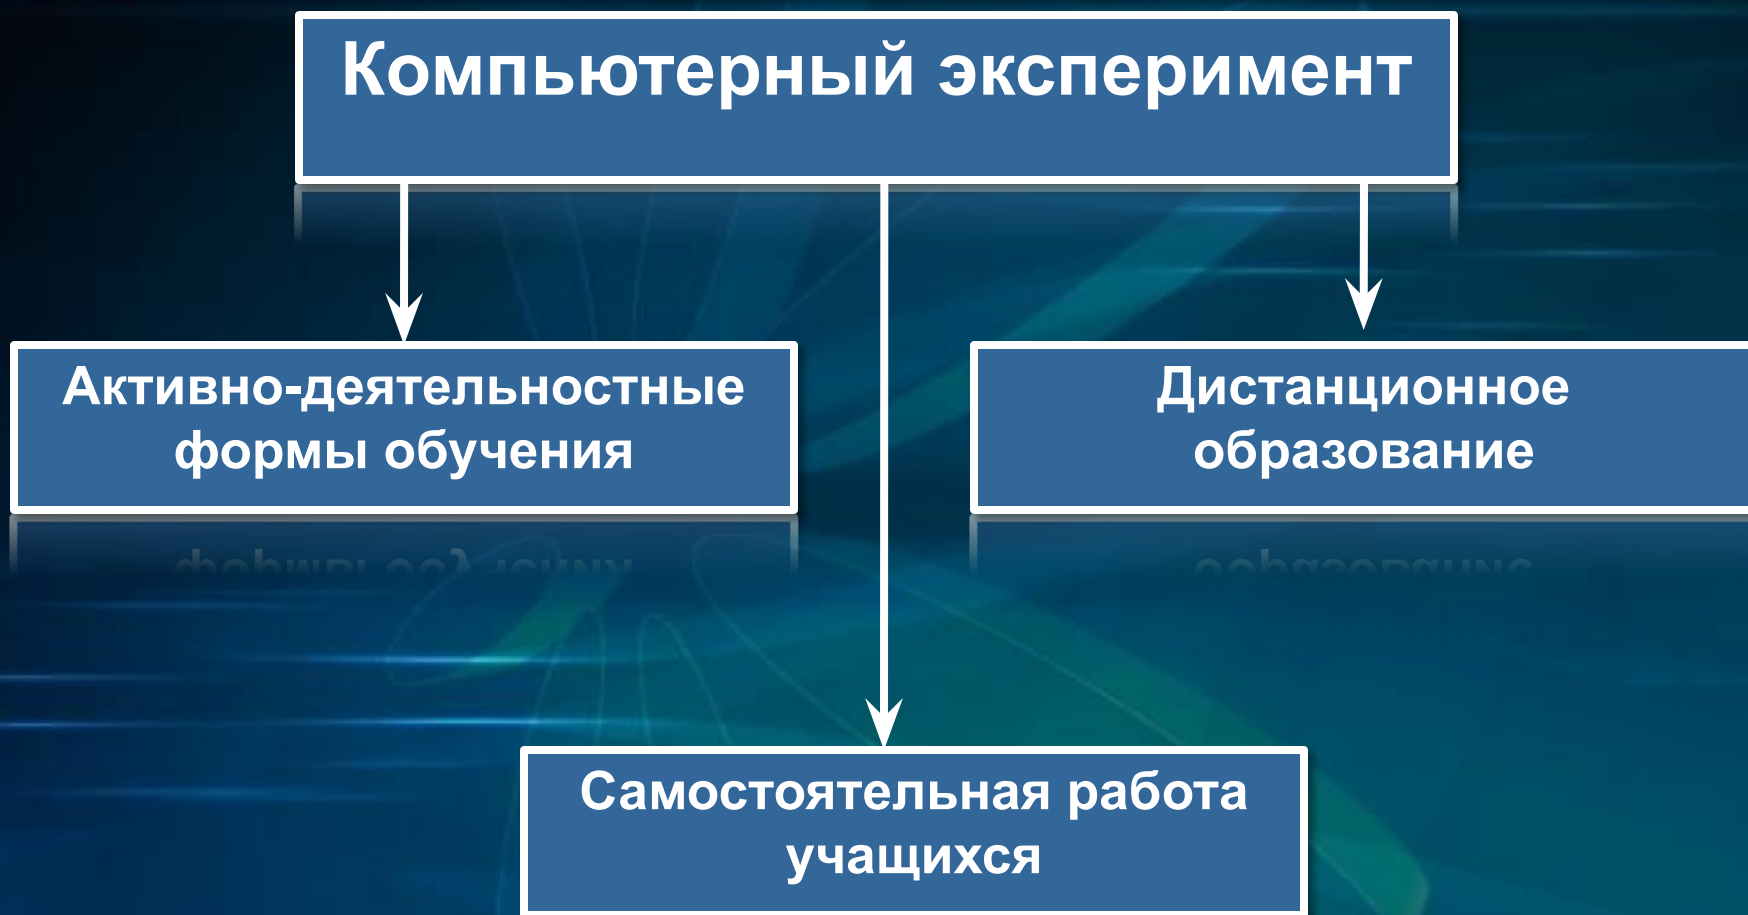 Компьютерный эксперимент
Активно-деятельностные
формы обучения
Дистанционное
образование
Самостоятельная работа
учащихся